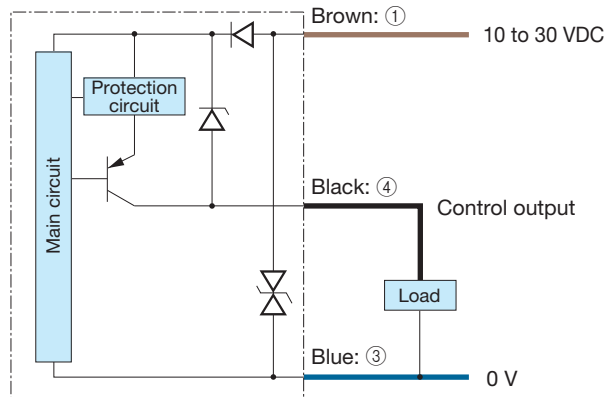 Brown: ①
10 to 30 VDC
Protection
circuit
Main circuit
Black: ④
Control output
Load
Blue: ③
0 V